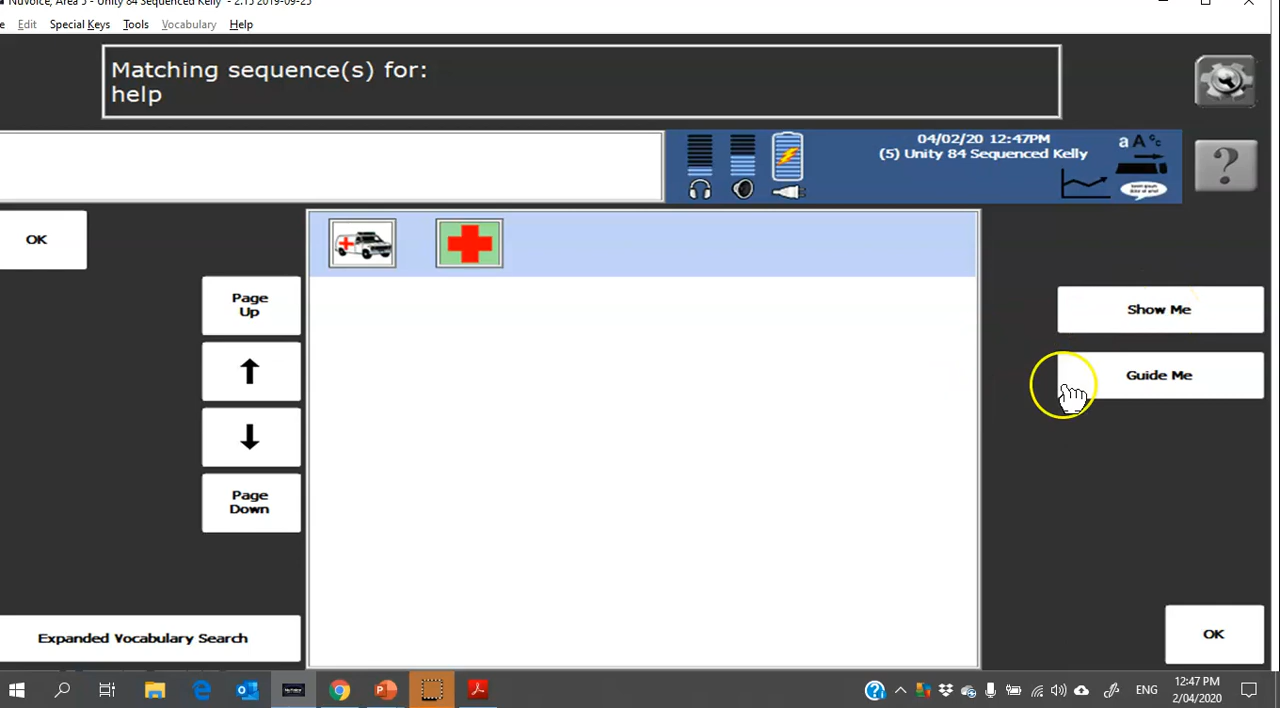 NuVoice, Area 5 - Unity 84 Sequenced Kelly - 2.15 2019-09-25
e Edit Special Keys Tools Vocabulary Help
Matching sequence(s) for:
help
04/02/20 12:47PM
(5) Unity 84 Sequenced Kelly
a A
?
OK
Page
Up
Show Me
Guide Me
Page
Down
Expanded Vocabulary Search
OK
ENG
12:47 PM
2/04/2020